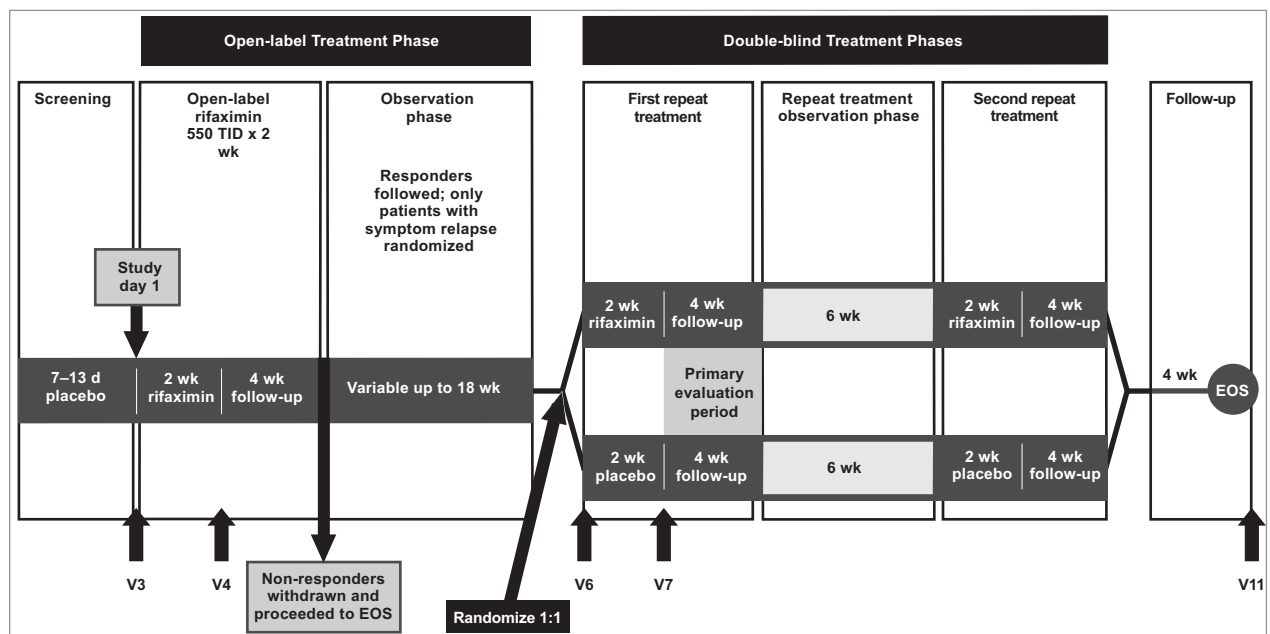 Open-label Treatment Phase
Double-blind Treatment Phases
Screening
Open-label
rifaximin
550 TID x 2
wk
Observation
phase
Responders
followed; only
patients with
symptom relapse
randomized
First repeat
treatment
Repeat treatment
observation phase
Second repeat
treatment
Follow-up
Study
day 1
7–13 d
placebo
2 wk
rifaximin
4 wk
follow-up
Variable up to 18 wk
2 wk
rifaximin
4 wk
follow-up
6 wk
2 wk
rifaximin
4 wk
follow-up
Primary
evaluation
period
2 wk
placebo
4 wk
follow-up
6 wk
2 wk
placebo
4 wk
follow-up
4 wk
EOS
V3
V4
Non-responders
withdrawn and
proceeded to EOS
Randomize 1:1
V6
V7
V11